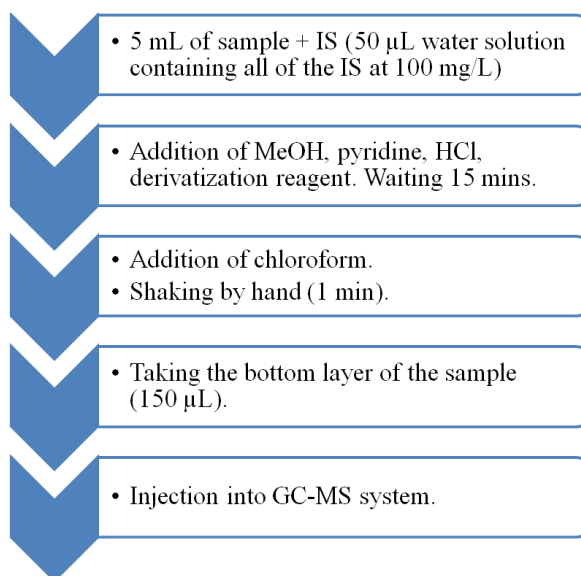 • 5 mL of sample + IS (50 µL water solution
containing all of the IS at 100 mg/L)
• Addition of MeOH, pyridine, HCl,
derivatization reagent. Waiting 15 mins.
• Addition of chloroform.
• Shaking by hand (1 min).
• Taking the bottom layer of the sample
(150 µL).
• Injection into GC-MS system.